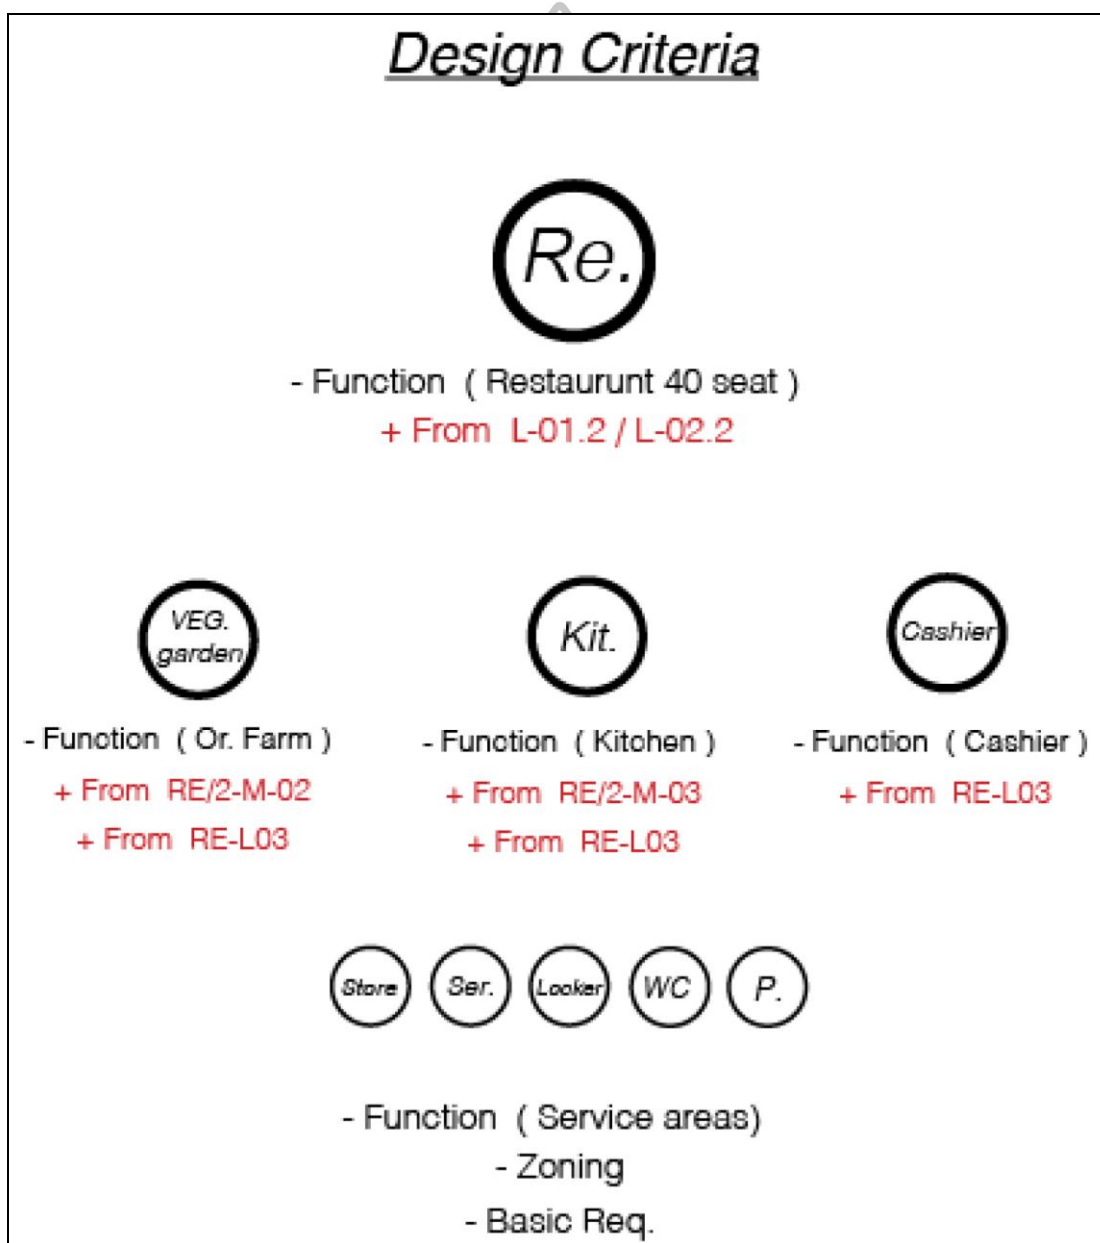 Design Criteria
Re.
- Function ( Restaurunt 40 seat )
+ From L-01.2 / L-02.2
VEG.
garden
Kit.
Cashier
- Function ( Or. Farm )
- Function ( Kitchen )
- Function ( Cashier )
+ From RE/2-M-02
+ From RE/2-M-03
+ From RE-L03
+ From RE-L03
+ From RE-L03
Store
Ser.
Locker
WC
P.
- Function ( Service areas)
- Zoning
- Basic Req.